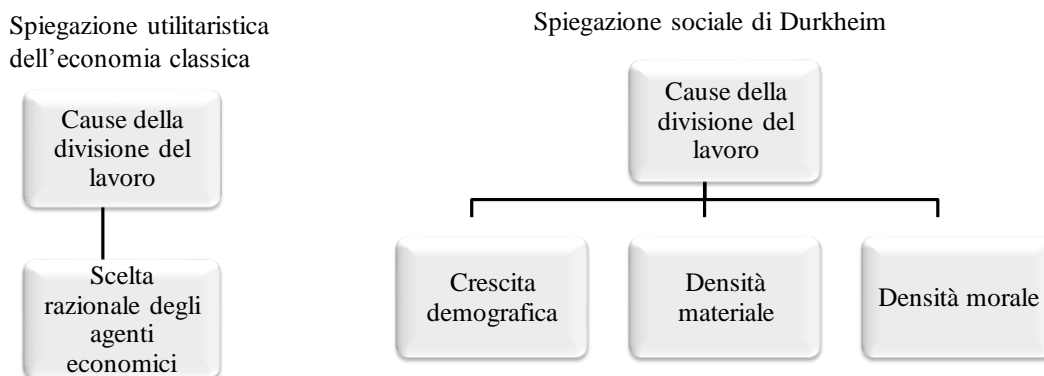 Spiegazione utilitaristica
dell’economia classica
Cause della
divisione del
lavoro
Scelta
razionale degli
agenti
economici
Spiegazione sociale di Durkheim
Cause della
divisione del
lavoro
Crescita
demografica
Densità
materiale
Densità morale